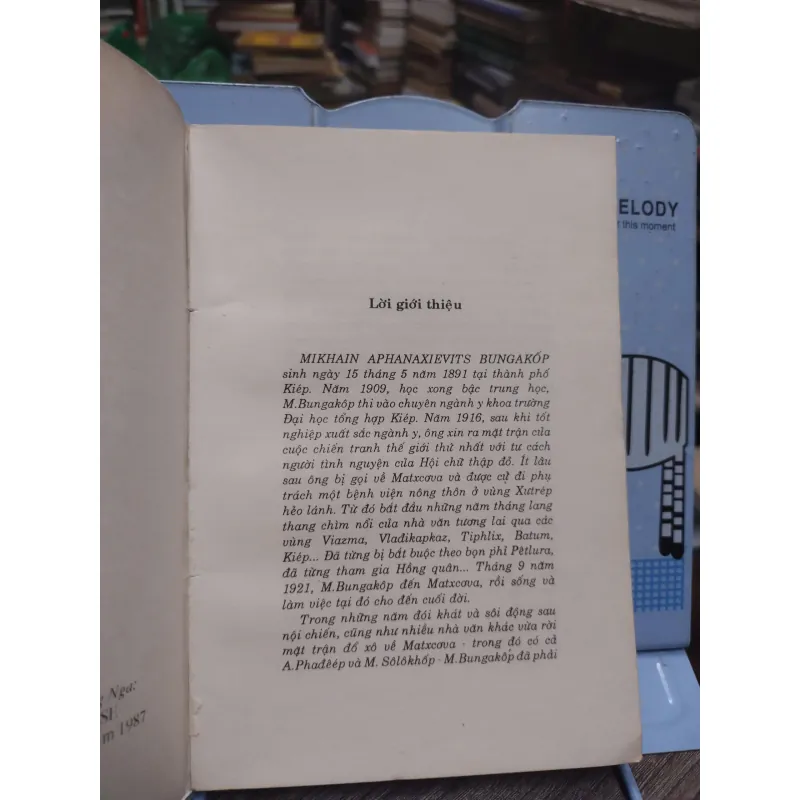 Lời giới thiệu
MIKHAIN APHANAXIEVITS BUNGAKỐP
sinh ngày 15 tháng 5 năm 1891 tại thành phố
Kiép. Năm 1909, học xong bậc trung học,
M.Bungakôp thi vào chuyên ngành y khoa trường
Đại học tổng hợp Kiép. Năm 1916, sau khi tốt
nghiệp xuất sắc ngành y, ông xin ra mặt trận của
cuộc chiến tranh thế giới thứ nhất với tư cách
người tình nguyện của Hội chữ thập đỏ. Ít lâu
sau ông bị gọi về Matxcơva và được cử đi phụ
trách một bệnh viện nông thôn ở vùng Xưtrép
hẻo lánh. Từ đó bắt đầu những năm tháng lang
thang chìm nổi của nhà văn tương lai qua các
vùng Viazma, Vlađikapkaz, Tiphlix, Batum,
Kiép... Đã từng bị bắt buộc theo bọn phỉ Pêtlura,
đã từng tham gia Hồng quân... Tháng 9 năm
1921, M.Bungakôp đến Matxcơva, rồi sống và
làm việc tại đó cho đến cuối đời.
Trong những năm đói khát và sôi động sau
nội chiến, cũng như nhiều nhà văn khác vừa rời
mặt trận đổ xô về Matxcơva - trong đó có cả
A.Phađêép và M. Sôlôkhốp - M.Bungakôp đã phải
Nga:
1987
ELODY
this moment